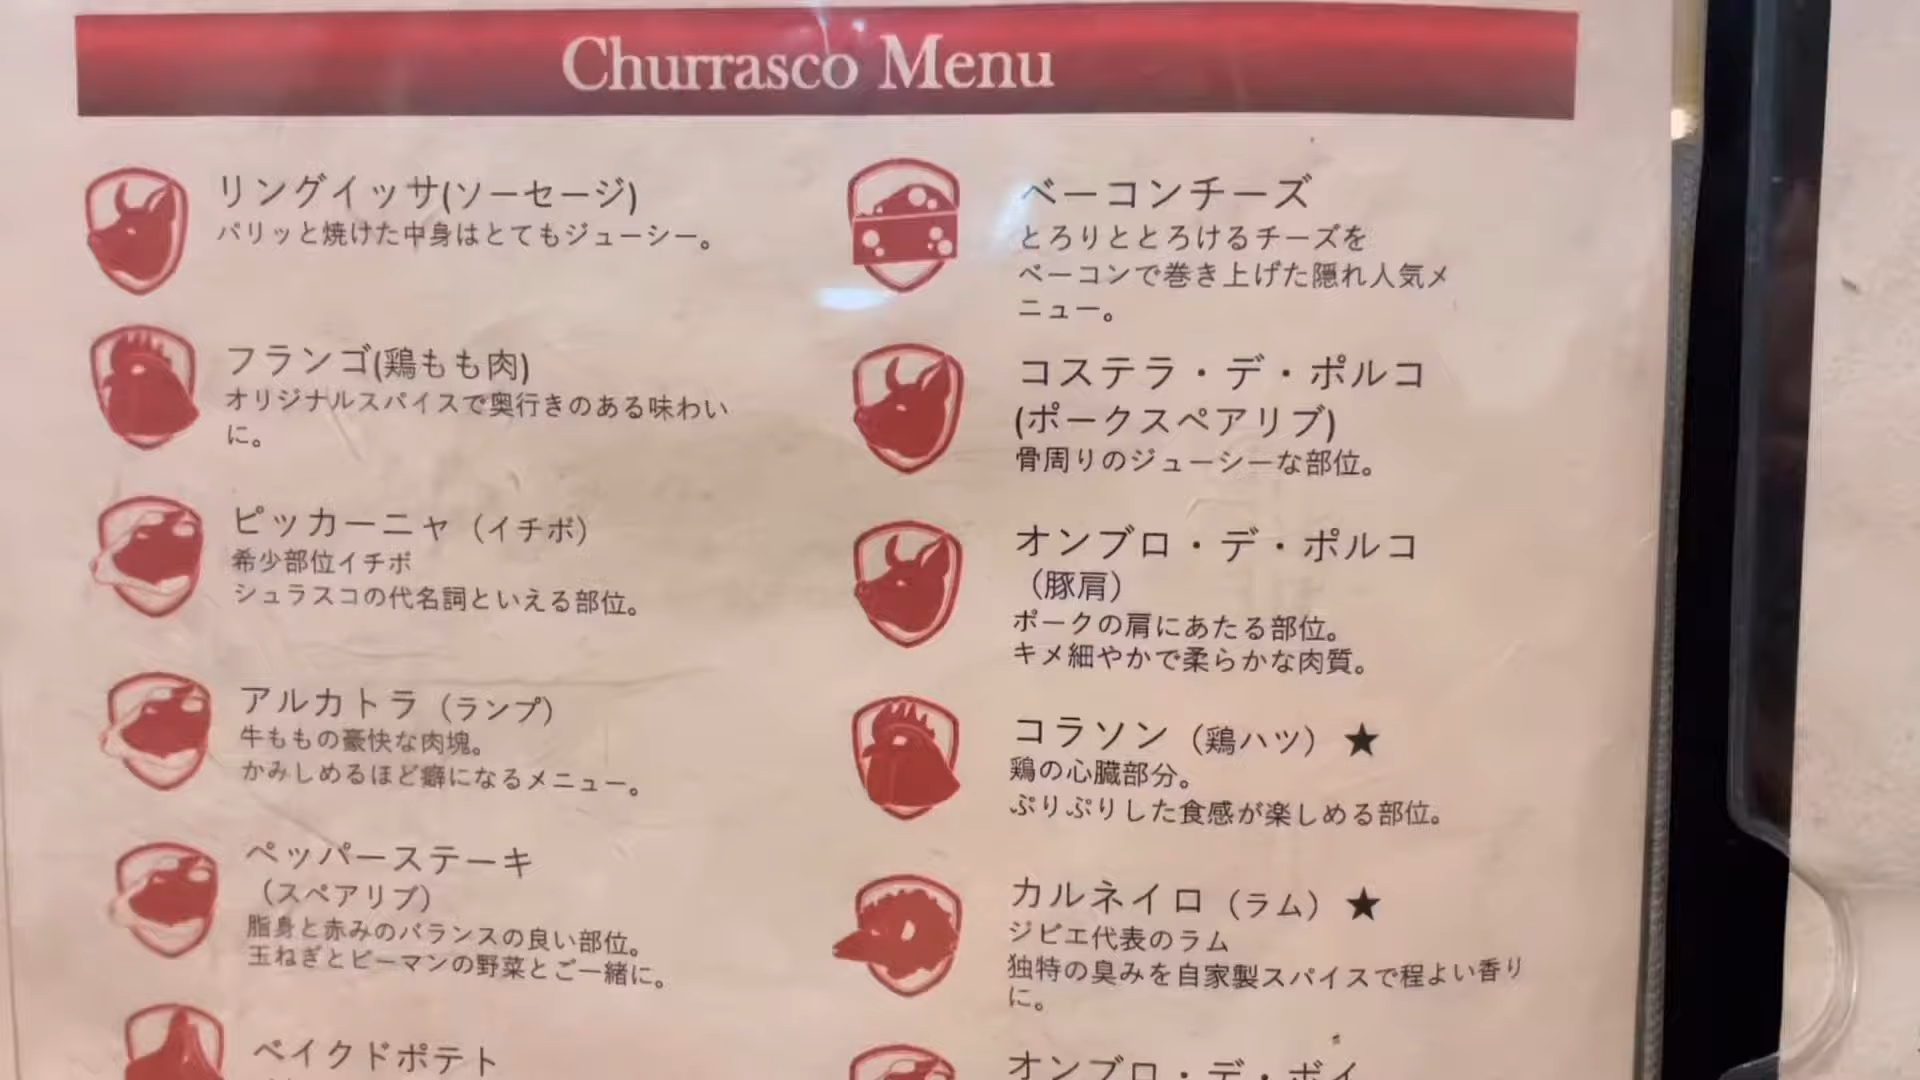 Churrasco Menu
リングイッサ(ソーセージ)
パリッと焼けた中身はとてもジューシー。
フランゴ(鶏もも肉)
オリジナルスパイスで奥行きのある味わい
に。
ピッカーニャ（イチボ）
希少部位イチボ
シュラスコの代名詞といえる部位。
アルカトラ（ランプ）
牛ももの豪快な肉塊。
かみしめるほど癖になるメニュー。
ペッパーステーキ
（スペアリブ）
脂身と赤みのバランスの良い部位。
玉ねぎとピーマンの野菜とご一緒に。
ベイクドポテト
ベーコンチーズ
とろりととろけるチーズを
ベーコンで巻き上げた隠れ人気メ
ニュー。
コステラ・デ・ポルコ
(ポークスペアリブ)
骨周りのジューシーな部位。
オンブロ・デ・ポルコ
（豚肩）
ポークの肩にあたる部位。
キメ細やかで柔らかな肉質。
コラソン（鶏ハツ）★
鶏の心臓部分。
ぷりぷりした食感が楽しめる部位。
カルネイロ（ラム）★
ジビエ代表のラム
独特の臭みを自家製スパイスで程よい香り
に。
オンブロ・デ・ボイ